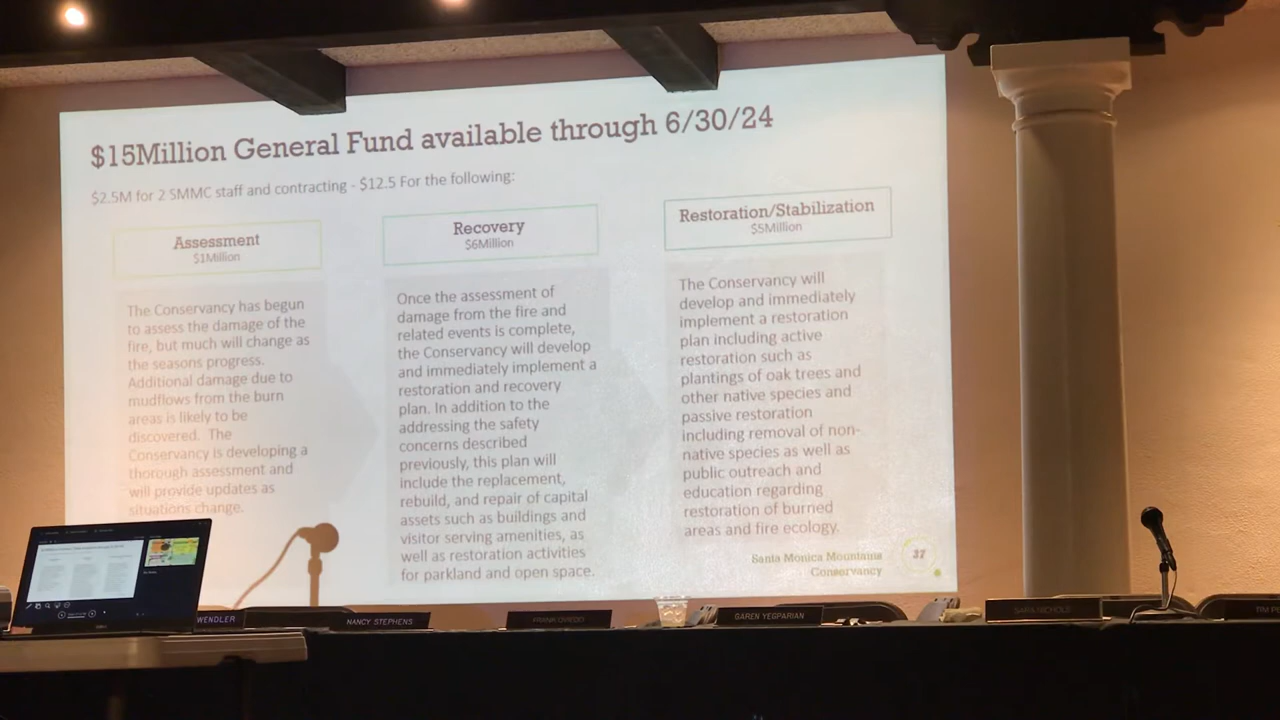 $15Million General Fund available through 6/30/24
$2.5M for 2 SMMC staff and contracting - $12.5 For the following:
Assessment
$1Million
The Conservancy has begun
to assess the damage of the
fire, but much will change as
the seasons progress.
Additional damage due to
mudflows from the burn
areas is likely to be
discovered. The
Conservancy is developing a
thorough assessment and
will provide updates as
situations change.
Recovery
$6Million
Once the assessment of
damage from the fire and
related events is complete,
the Conservancy will develop
and immediately implement a
restoration and recovery
plan. In addition to the
addressing the safety
concerns described
previously, this plan will
include the replacement,
rebuild, and repair of capital
assets such as buildings and
visitor serving amenities, as
well as restoration activities
for parkland and open space.
Restoration/Stabilization
$5Million
The Conservancy will
develop and immediately
implement a restoration
plan including active
restoration such as
plantings of oak trees and
other native species and
passive restoration
including removal of non-
native species as well as
public outreach and
education regarding
restoration of burned
areas and fire ecology.
Santa Monica Mountains
Conservancy
37
WENDLER
NANCY STEPHENS
GAREN YEGPARIAN
SARA NICHOLS